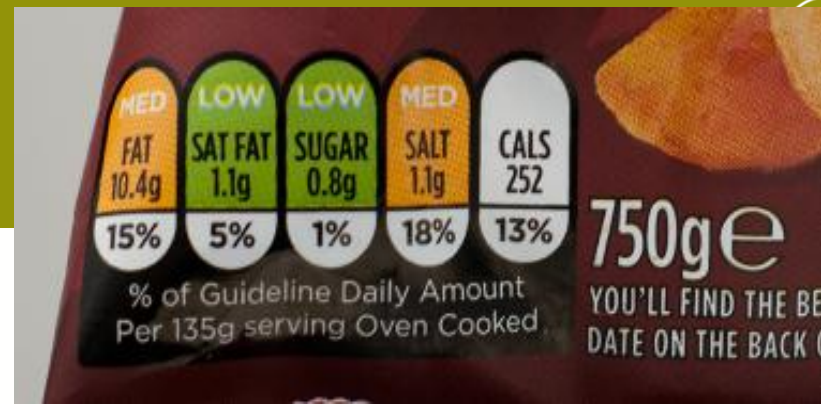 MED LOW LOW MED
FAT SAT FAT SUGAR SALT CALS
10.4g 1.1g 0.8g 1.1g 252
15% 5% 1% 18% 13%
% of Guideline Daily Amount
Per 135g serving Oven Cooked
750g e
YOU'LL FIND THE BE
DATE ON THE BACK